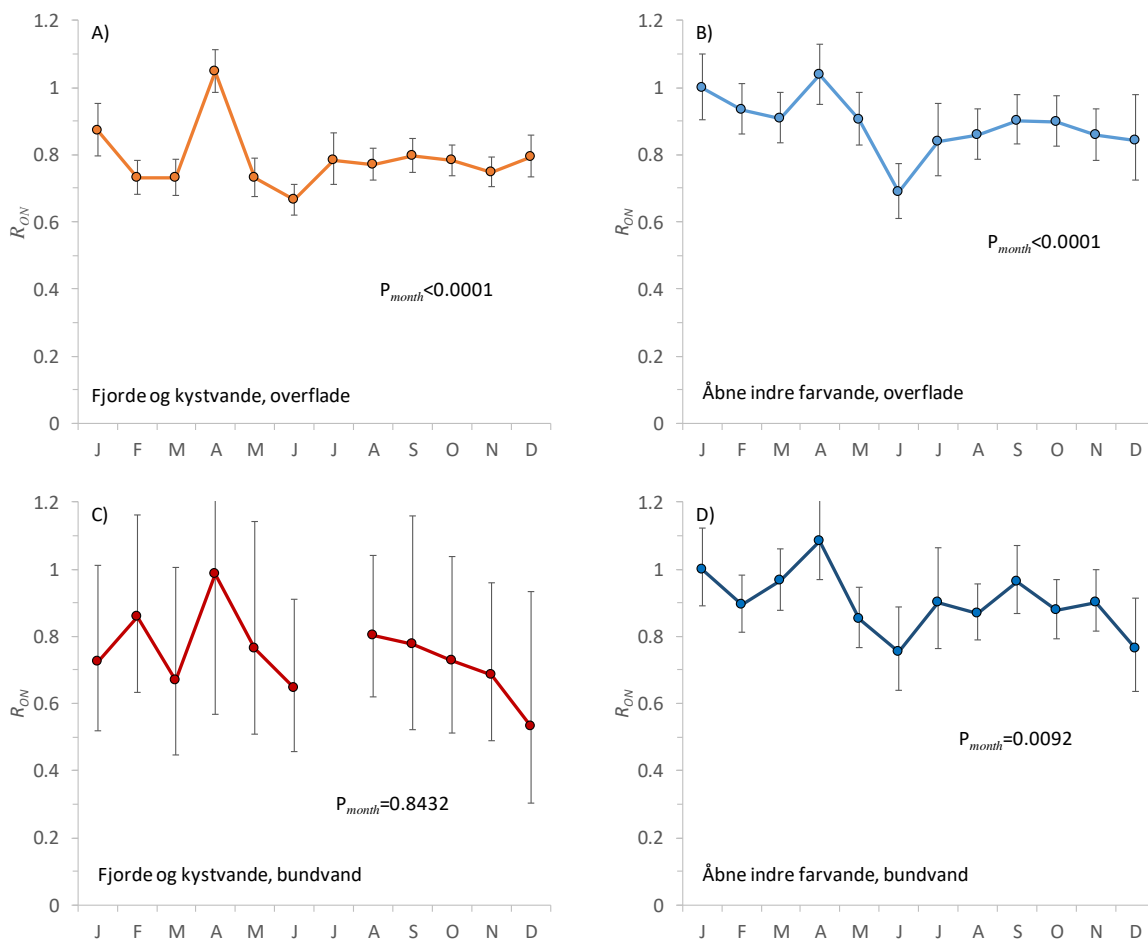 A)
1.2
1
0.8
0.6
0.4
0.2
0
R_ON
P_month<0.0001
Fjorde og kystvande, overflade
J F M A M J J A S O N D
B)
1.2
1
0.8
0.6
0.4
0.2
0
R_ON
P_month<0.0001
Åbne indre farvande, overflade
J F M A M J J A S O N D
C)
1.2
1
0.8
0.6
0.4
0.2
0
R_ON
P_month=0.8432
Fjorde og kystvande, bundvand
J F M A M J J A S O N D
D)
1.2
1
0.8
0.6
0.4
0.2
0
R_ON
P_month=0.0092
Åbne indre farvande, bundvand
J F M A M J J A S O N D